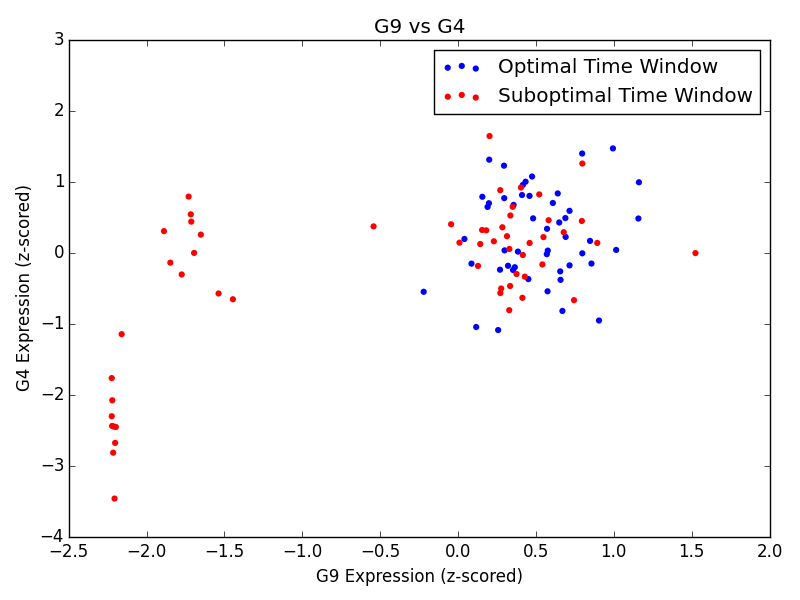 G9 vs G4
Optimal Time Window
Suboptimal Time Window
3
2
1
0
−1
−2
−3
−4
G4 Expression (z-scored)
−2.5 −2.0 −1.5 −1.0 −0.5 0.0 0.5 1.0 1.5 2.0
G9 Expression (z-scored)